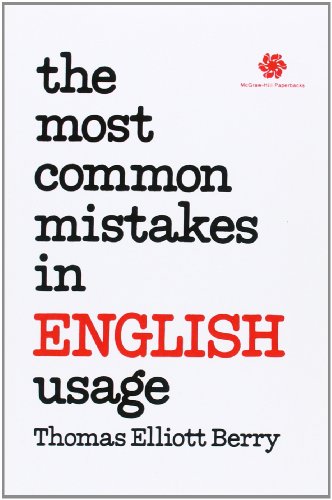 McGraw-Hill Paperbacks
the
most
common
mistakes
in
ENGLISH
usage
Thomas Elliott Berry